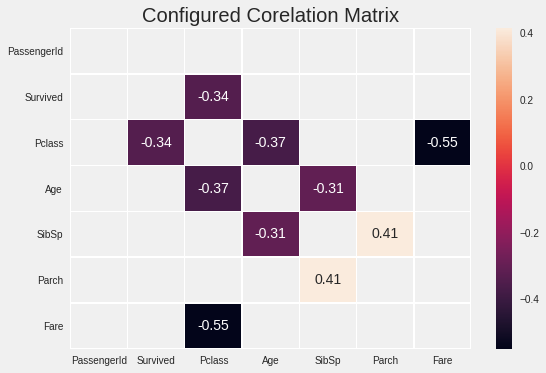 Configured Corelation Matrix
PassengerId
Survived -0.34
Pclass -0.34 -0.37 -0.55
Age -0.37 -0.31
SibSp -0.31 0.41
Parch 0.41
Fare -0.55
PassengerId Survived Pclass Age SibSp Parch Fare
0.4
0.2
0.0
−0.2
−0.4